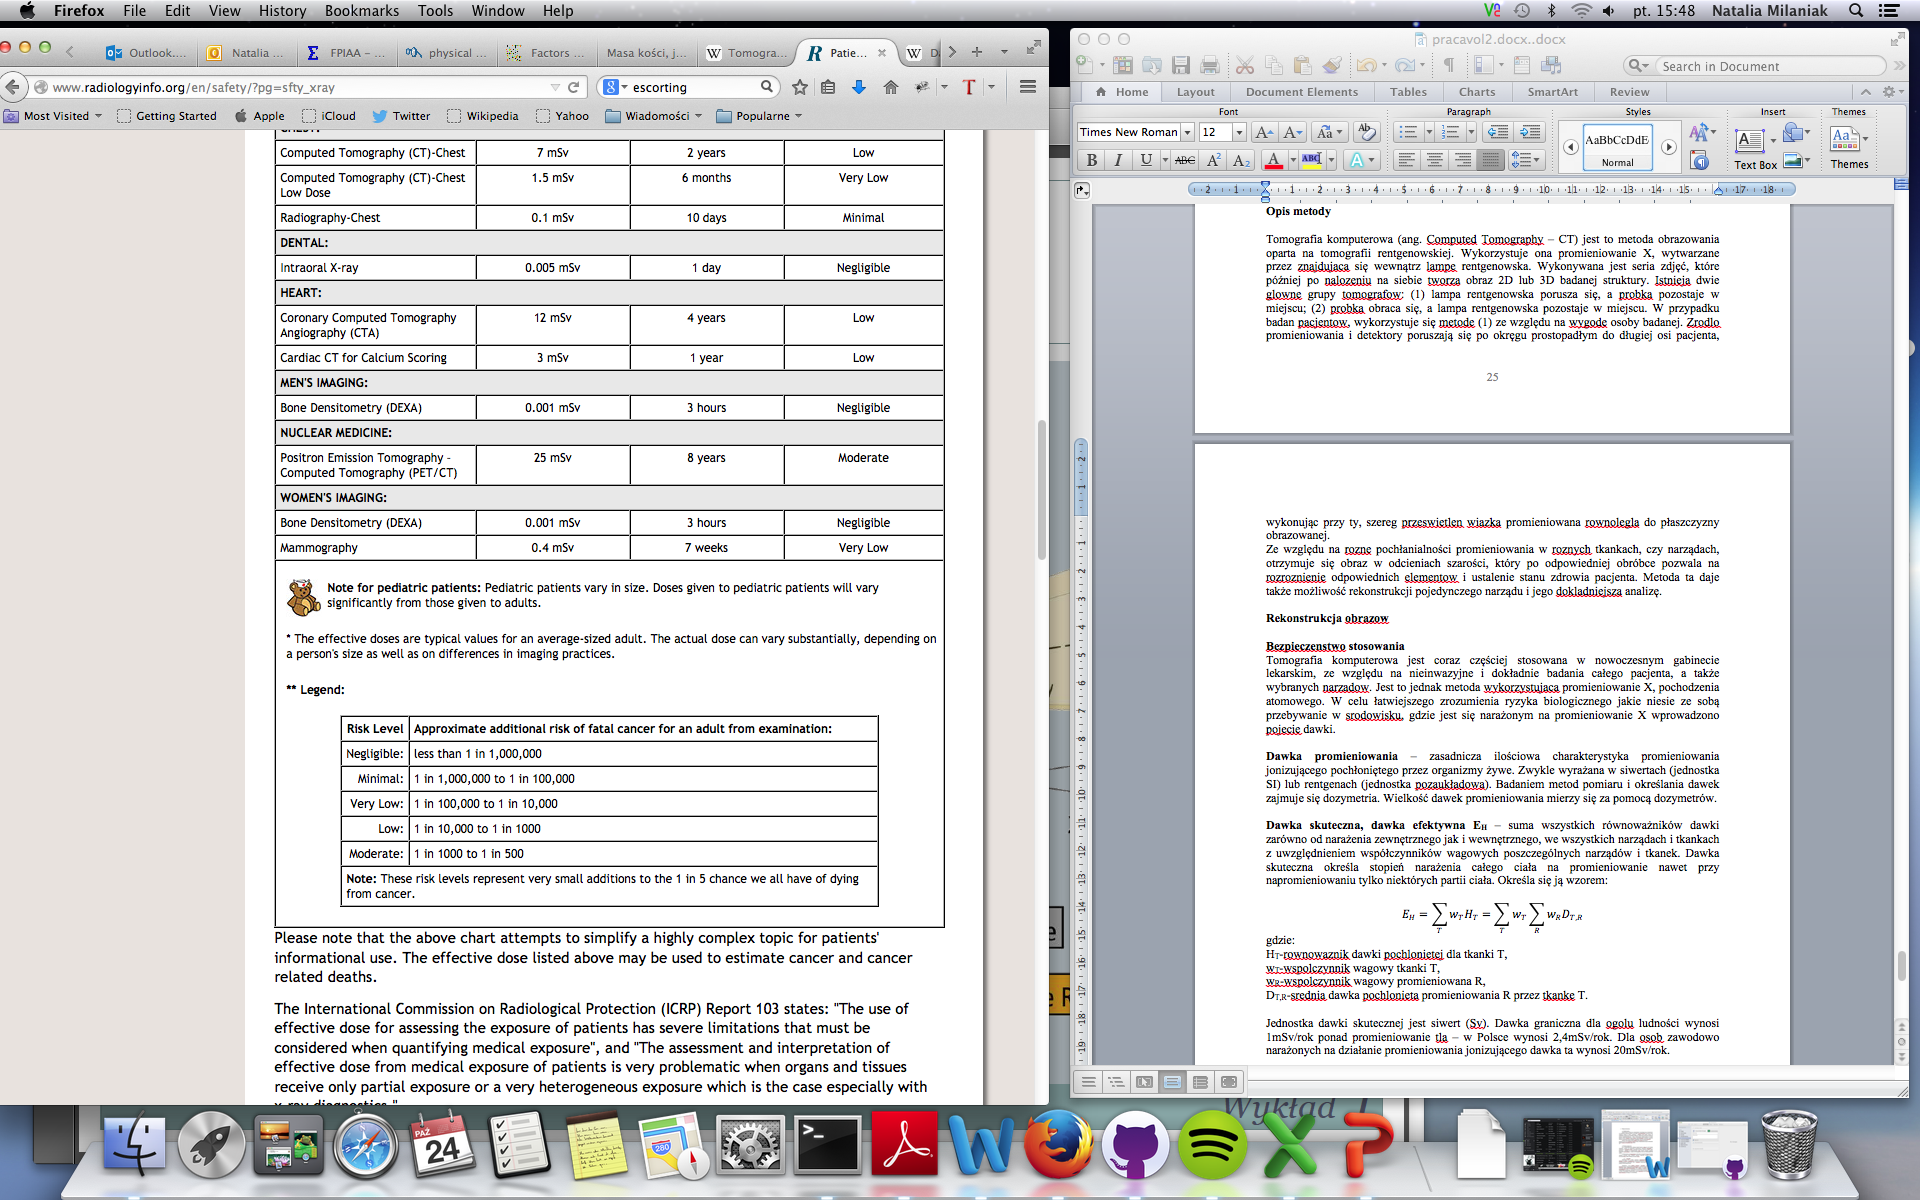 Firefox File Edit View History Bookmarks Tools Window Help
pt. 15:48 Natalia Milaniak
Outlook.... Natalia ... FPIAA – ... physical ... Factors ... Masa kości, j... Tomogra... Patie... D
www.radiologyinfo.org/en/safety/?pg=sfty_xray
escorting
Most Visited Getting Started Apple iCloud Twitter Wikipedia Yahoo Wiadomości Popularne
Computed Tomography (CT)-Chest 7 mSv 2 years Low
Computed Tomography (CT)-Chest Low Dose 1.5 mSv 6 months Very Low
Radiography-Chest 0.1 mSv 10 days Minimal
DENTAL:
Intraoral X-ray 0.005 mSv 1 day Negligible
HEART:
Coronary Computed Tomography Angiography (CTA) 12 mSv 4 years Low
Cardiac CT for Calcium Scoring 3 mSv 1 year Low
MEN'S IMAGING:
Bone Densitometry (DEXA) 0.001 mSv 3 hours Negligible
NUCLEAR MEDICINE:
Positron Emission Tomography – Computed Tomography (PET/CT) 25 mSv 8 years Moderate
WOMEN'S IMAGING:
Bone Densitometry (DEXA) 0.001 mSv 3 hours Negligible
Mammography 0.4 mSv 7 weeks Very Low
Note for pediatric patients: Pediatric patients vary in size. Doses given to pediatric patients will vary
significantly from those given to adults.
* The effective doses are typical values for an average-sized adult. The actual dose can vary substantially, depending on
a person's size as well as on differences in imaging practices.
** Legend:
Risk Level Approximate additional risk of fatal cancer for an adult from examination:
Negligible: less than 1 in 1,000,000
Minimal: 1 in 1,000,000 to 1 in 100,000
Very Low: 1 in 100,000 to 1 in 10,000
Low: 1 in 10,000 to 1 in 1000
Moderate: 1 in 1000 to 1 in 500
Note: These risk levels represent very small additions to the 1 in 5 chance we all have of dying
from cancer.
Please note that the above chart attempts to simplify a highly complex topic for patients'
informational use. The effective dose listed above may be used to estimate cancer and cancer
related deaths.
The International Commission on Radiological Protection (ICRP) Report 103 states: "The use of
effective dose for assessing the exposure of patients has severe limitations that must be
considered when quantifying medical exposure", and "The assessment and interpretation of
effective dose from medical exposure of patients is very problematic when organs and tissues
receive only partial exposure or a very heterogeneous exposure which is the case especially with
x-ray diagnostics."
pracavol2.docx..docx
Search in Document
Home Layout Document Elements Tables Charts SmartArt Review
Font Paragraph Styles Insert Themes
Times New Roman 12 AaBbCcDdE
Normal Text Box Themes
Opis metody
Tomografia komputerowa (ang. Computed Tomography – CT) jest to metoda obrazowania
oparta na tomografii rentgenowskiej. Wykorzystuje ona promieniowanie X, wytwarzane
przez znajdujaca się wewnątrz lampę rentgenowska. Wykonywana jest seria zdjęć, które
później po nalozeniu na siebie tworza obraz 2D lub 3D badanej struktury. Istnieja dwie
glowne grupy tomografow: (1) lampa rentgenowska porusza się, a probka pozostaje w
miejscu; (2) probka obraca się, a lampa rentgenowska pozostaje w miejscu. W przypadku
badan pacjentow, wykorzystuje się metode (1) ze względu na wygode osoby badanej. Zrodlo
promieniowania i detektory poruszają się po okręgu prostopadłym do długiej osi pacjenta,
25
wykonując przy ty, szereg przeswietlen wiazka promieniowana rownolegla do płaszczyzny
obrazowanej.
Ze względu na rozne pochłanialności promieniowania w roznych tkankach, czy narządach,
otrzymuje się obraz w odcieniach szarości, który po odpowiedniej obróbce pozwala na
rozroznienie odpowiednich elementow i ustalenie stanu zdrowia pacjenta. Metoda ta daje
także możliwość rekonstrukcji pojedynczego narządu i jego dokladniejsza analizę.
Rekonstrukcja obrazow
Bezpieczenstwo stosowania
Tomografia komputerowa jest coraz częściej stosowana w nowoczesnym gabinecie
lekarskim, ze względu na nieinwazyjne i dokładnie badania całego pacjenta, a także
wybranych narzadow. Jest to jednak metoda wykorzystujaca promieniowanie X, pochodzenia
atomowego. W celu łatwiejszego zrozumienia ryzyka biologicznego jakie niesie ze sobą
przebywanie w srodowisku, gdzie jest się narażonym na promieniowanie X wprowadzono
pojecie dawki.
Dawka promieniowania – zasadnicza ilościowa charakterystyka promieniowania
jonizującego pochłoniętego przez organizmy żywe. Zwykle wyrażana w siwertach (jednostka
SI) lub rentgenach (jednostka pozaukładowa). Badaniem metod pomiaru i określania dawek
zajmuje się dozymetria. Wielkość dawek promieniowania mierzy się za pomocą dozymetrów.
Dawka skuteczna, dawka efektywna EH – suma wszystkich równoważników dawki
zarówno od narażenia zewnętrznego jak i wewnętrznego, we wszystkich narządach i tkankach
z uwzględnieniem współczynników wagowych poszczególnych narządów i tkanek. Dawka
skuteczna określa stopień narażenia całego ciała na promieniowanie nawet przy
napromieniowaniu tylko niektórych partii ciała. Określa się ją wzorem:
E_H = ∑_T w_T H_T = ∑_T w_T ∑_R w_R D_T,R
gdzie:
HT-rownowaznik dawki pochlonietej dla tkanki T,
wT-wspolczynnik wagowy tkanki T,
wR-wspolczynnik wagowy promieniowana R,
DT,R-srednia dawka pochlonieta promieniowania R przez tkanke T.
Jednostka dawki skutecznej jest siwert (Sv). Dawka graniczna dla ogolu ludności wynosi
1mSv/rok ponad promieniowanie tla – w Polsce wynosi 2,4mSv/rok. Dla osob zawodowo
narażonych na działanie promieniowania jonizującego dawka ta wynosi 20mSv/rok.
Wykład 1
PAŹ
24
280